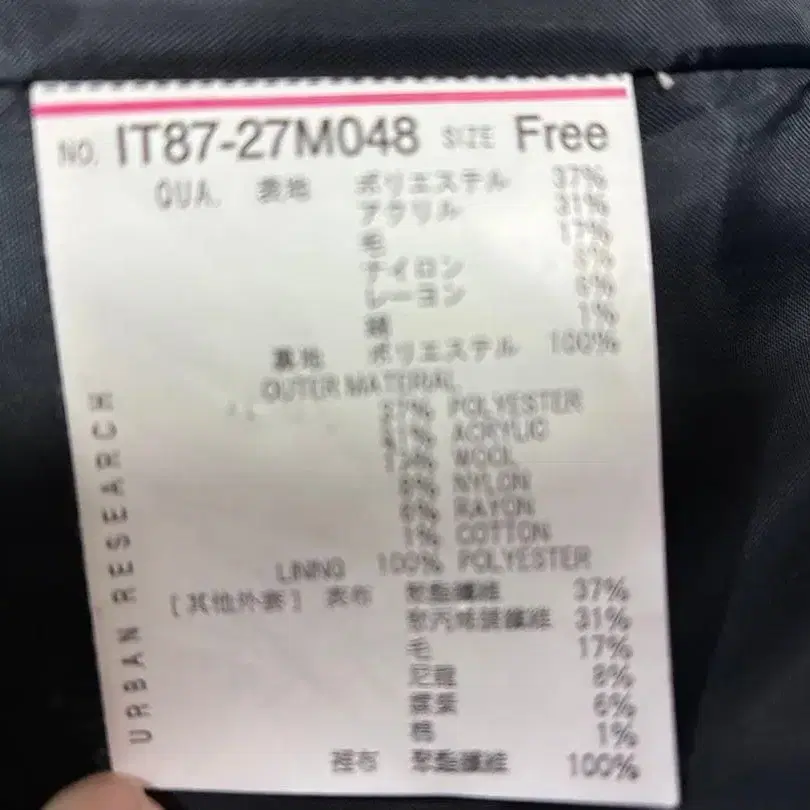 NO. IT87-27M048 SIZE Free
QUA. 表地 ポリエステル 37%
アクリル 31%
毛 17%
ナイロン 8%
レーヨン 6%
綿 1%
裏地 ポリエステル 100%
OUTER MATERIAL
37% POLYESTER
31% ACRYLIC
17% WOOL
8% NYLON
6% RAYON
1% COTTON
LINING 100% POLYESTER
[其他外套] 表布 聚酯纖維 37%
聚丙烯腈纖維 31%
毛 17%
尼龍 8%
嫘縈 6%
棉 1%
裡布 聚酯纖維 100%
URBAN RESEARCH